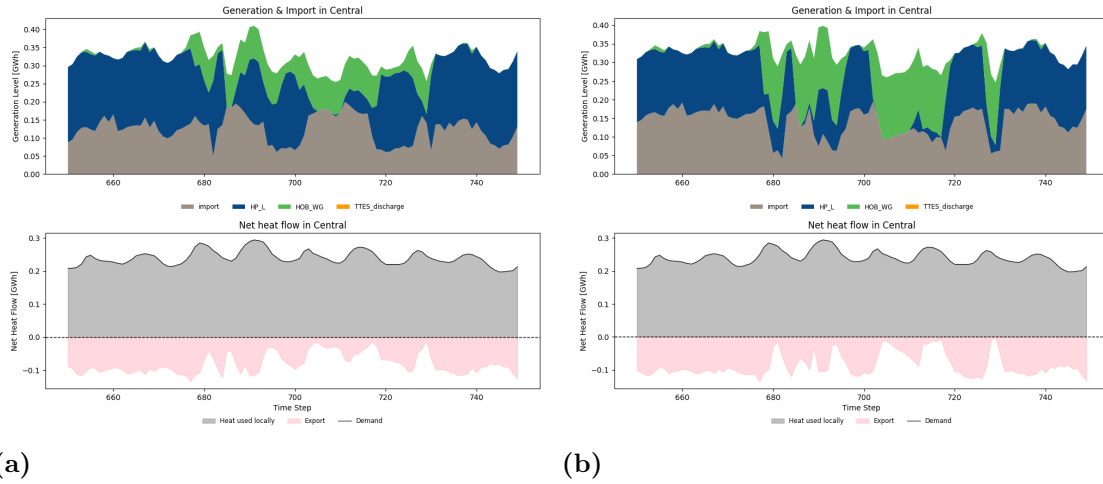 Generation & Import in Central
Generation Level [GWh]
0.40
0.35
0.30
0.25
0.20
0.15
0.10
0.05
0.00
660
680
700
720
740
import
HP_L
HOB_WG
TTES_discharge
Net heat flow in Central
Net Heat Flow [GWh]
0.3
0.2
0.1
0.0
−0.1
660
680
700
720
740
Time Step
Heat used locally
Export
Demand
(a)
Generation & Import in Central
Generation Level [GWh]
0.40
0.35
0.30
0.25
0.20
0.15
0.10
0.05
0.00
660
680
700
720
740
import
HP_L
HOB_WG
TTES_discharge
Net heat flow in Central
Net Heat Flow [GWh]
0.3
0.2
0.1
0.0
−0.1
660
680
700
720
740
Time Step
Heat used locally
Export
Demand
(b)